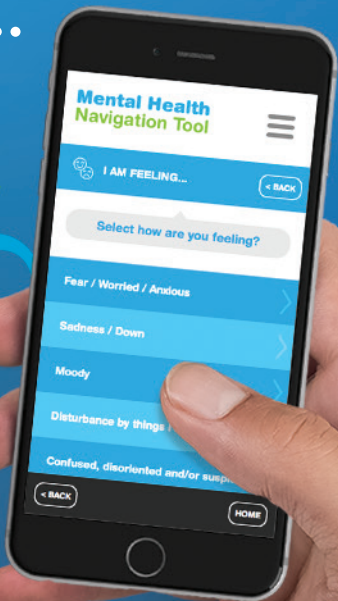 Mental Health
Navigation Tool
I AM FEELING...
< BACK
Select how are you feeling?
Fear / Worried / Anxious
Sadness / Down
Moody
Disturbance by things
Confused, disoriented and/or
< BACK
HOME